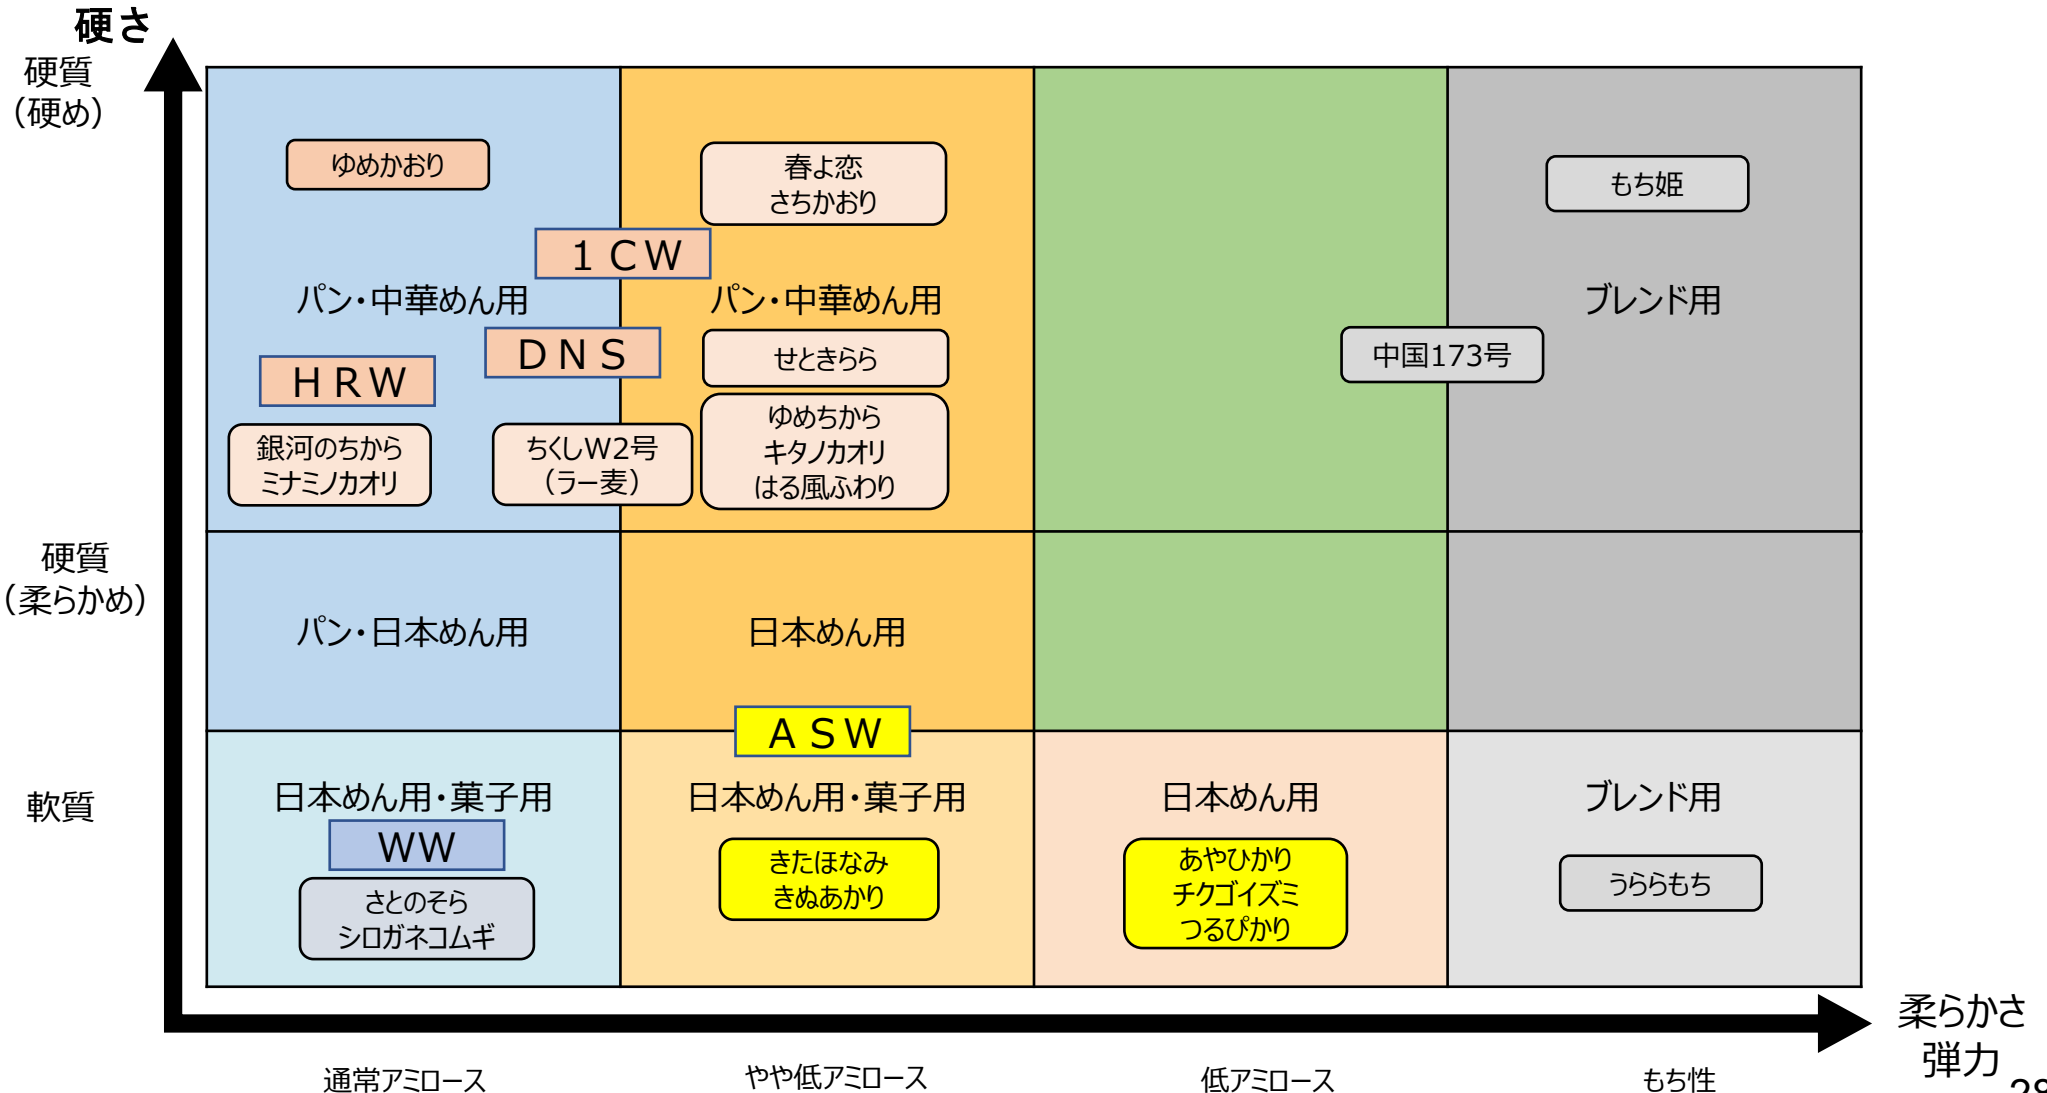 硬さ
硬質
（硬め）
ゆめかおり
春よ恋
さちかおり
もち姫
１ＣＷ
パン・中華めん用
パン・中華めん用
ブレンド用
ＤＮＳ
せときらら
中国173号
ＨＲＷ
銀河のちから
ミナミノカオリ
ちくしW2号
（ラー麦）
ゆめちから
キタノカオリ
はる風ふわり
硬質
（柔らかめ）
パン・日本めん用
日本めん用
ＡＳＷ
軟質
日本めん用・菓子用
日本めん用・菓子用
日本めん用
ブレンド用
WW
さとのそら
シロガネコムギ
きたほなみ
きぬあかり
あやひかり
チクゴイズミ
つるぴかり
うららもち
柔らかさ
弾力
通常アミロース
やや低アミロース
低アミロース
もち性